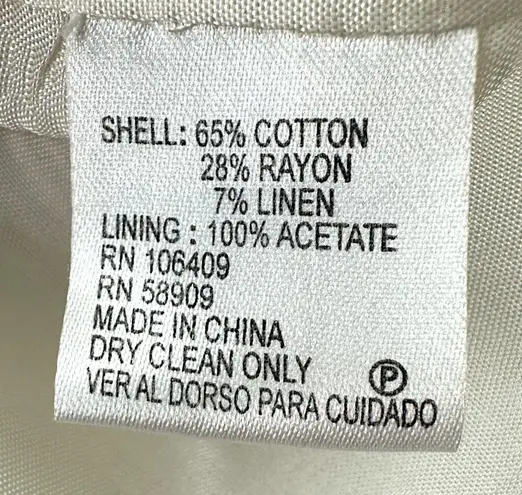 SHELL: 65% COTTON
28% RAYON
7% LINEN
LINING : 100% ACETATE
RN 106409
RN 58909
MADE IN CHINA
DRY CLEAN ONLY
P
VER AL DORSO PARA CUIDADO